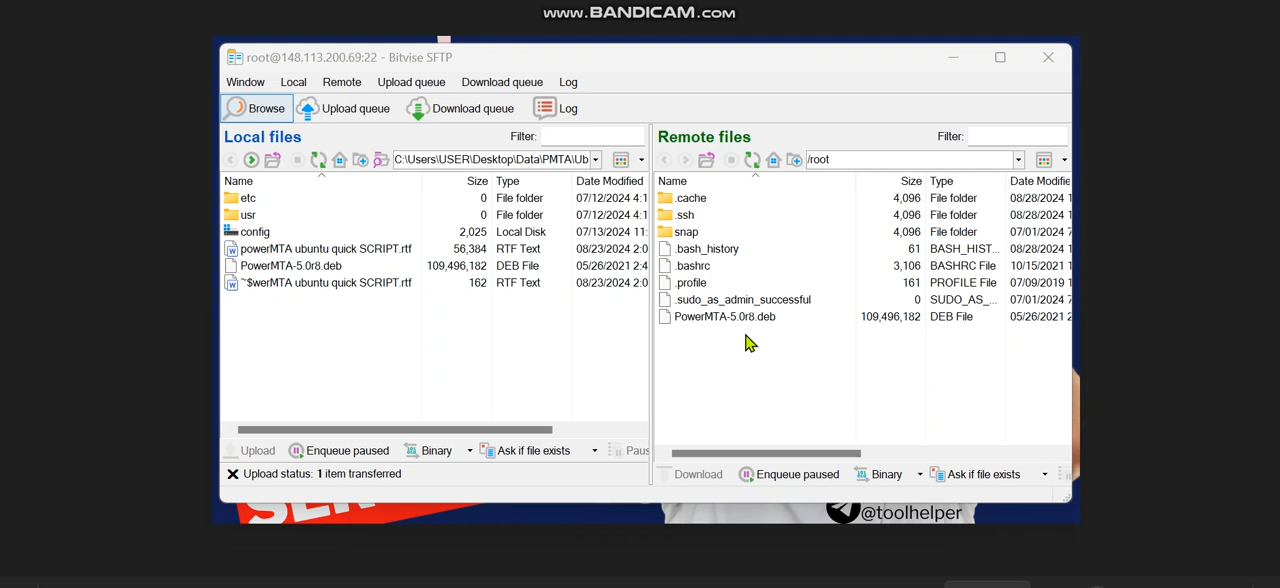 www.BANDICAM.com
root@148.113.200.69:22 - Bitvise SFTP
Window Local Remote Upload queue Download queue Log
Browse Upload queue Download queue Log
Local files Filter:
C:\Users\USER\Desktop\Data\PMTA\Ub
Name Size Type Date Modified
etc 0 File folder 07/12/2024 4:1
usr 0 File folder 07/12/2024 4:1
config 2,025 Local Disk 07/13/2024 11:
powerMTA ubuntu quick SCRIPT.rtf 56,384 RTF Text 08/23/2024 2:0
PowerMTA-5.0r8.deb 109,496,182 DEB File 05/26/2021 2:4
~$werMTA ubuntu quick SCRIPT.rtf 162 RTF Text 08/23/2024 2:0
Upload Enqueue paused Binary Ask if file exists Paus
Upload status: 1 item transferred
Remote files Filter:
/root
Name Size Type Date Modifie
.cache 4,096 File folder 08/28/2024 1
.ssh 4,096 File folder 08/28/2024 1
snap 4,096 File folder 07/01/2024 7
.bash_history 61 BASH_HIST... 08/28/2024 1
.bashrc 3,106 BASHRC File 10/15/2021 1
.profile 161 PROFILE File 07/09/2019 1
.sudo_as_admin_successful 0 SUDO_AS_... 07/01/2024 7
PowerMTA-5.0r8.deb 109,496,182 DEB File 05/26/2021 2
Download Enqueue paused Binary Ask if file exists
@toolhelper